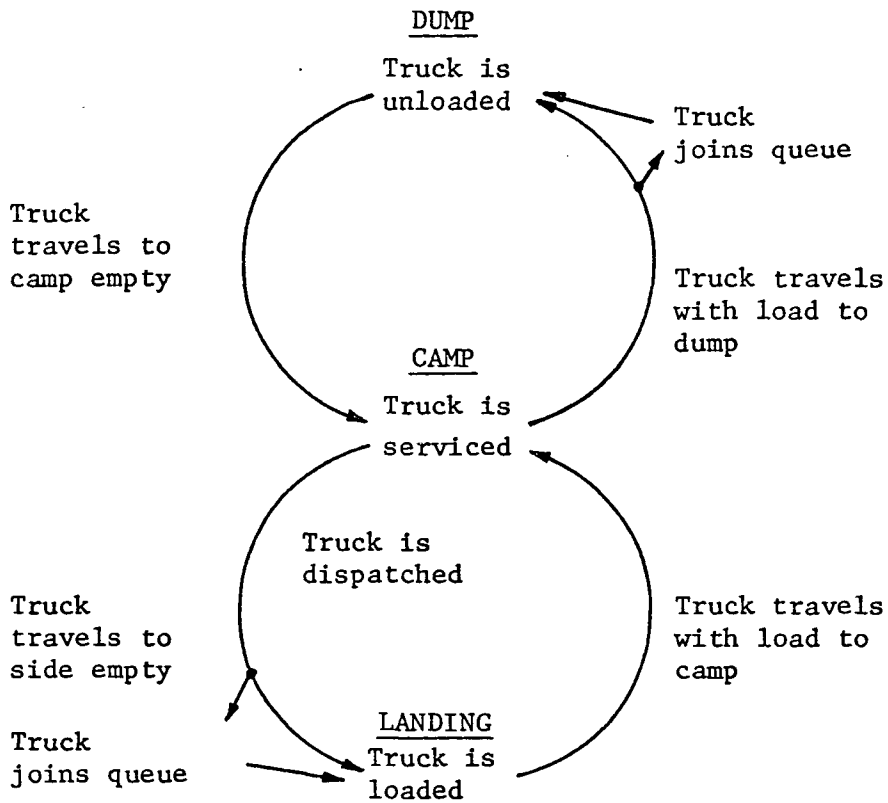 DUMP
Truck is
unloaded
Truck
joins queue
Truck
travels to
camp empty
Truck travels
with load to
dump
CAMP
Truck is
serviced
Truck is
dispatched
Truck
travels to
side empty
Truck travels
with load to
camp
LANDING
Truck is
loaded
Truck
joins queue